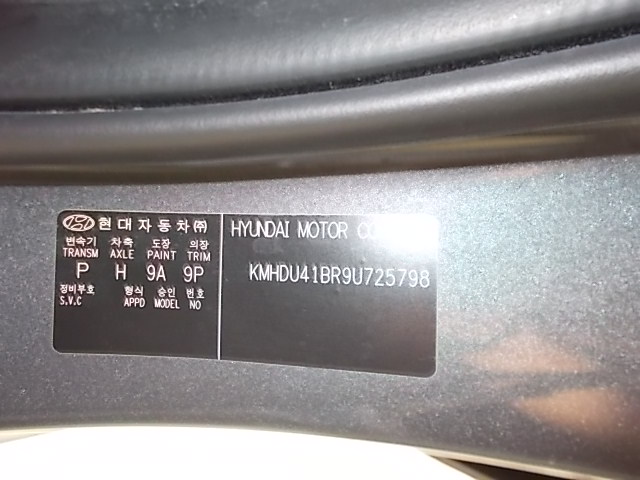 현대자동차㈜
변속기 차축 도장 의장
TRANSM AXLE PAINT TRIM
P H 9A 9P
정비부호 형식 승인 번호
S.V.C APPD MODEL NO
HYUNDAI MOTOR
KMHDU41BR9U725798